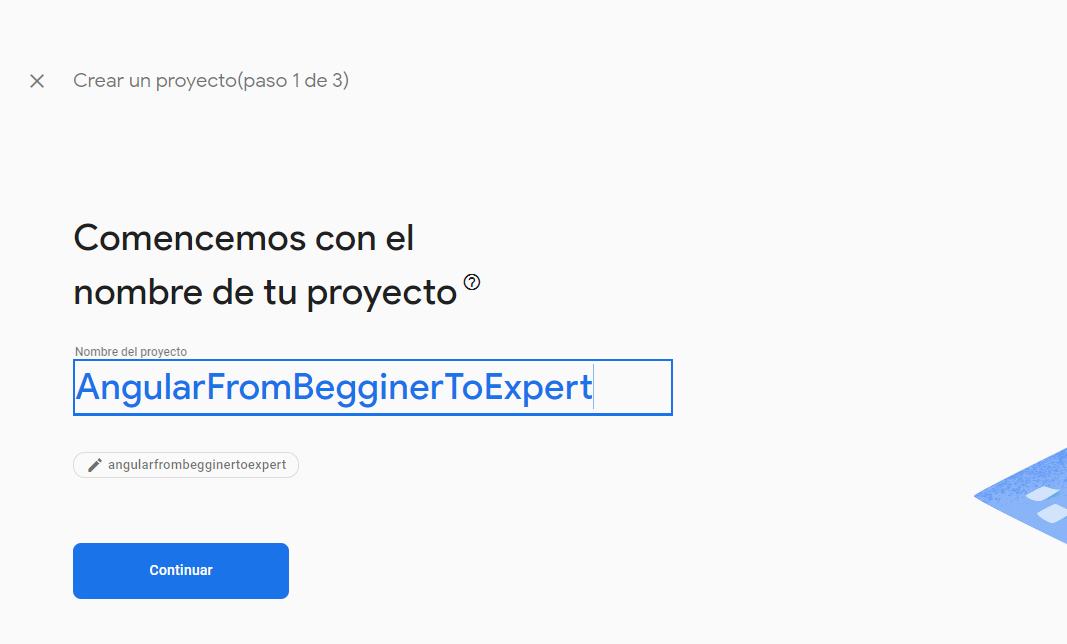 Crear un proyecto(paso 1 de 3)
Comencemos con el
nombre de tu proyecto
Nombre del proyecto
AngularFromBegginerToExpert
angularfrombegginertoexpert
Continuar